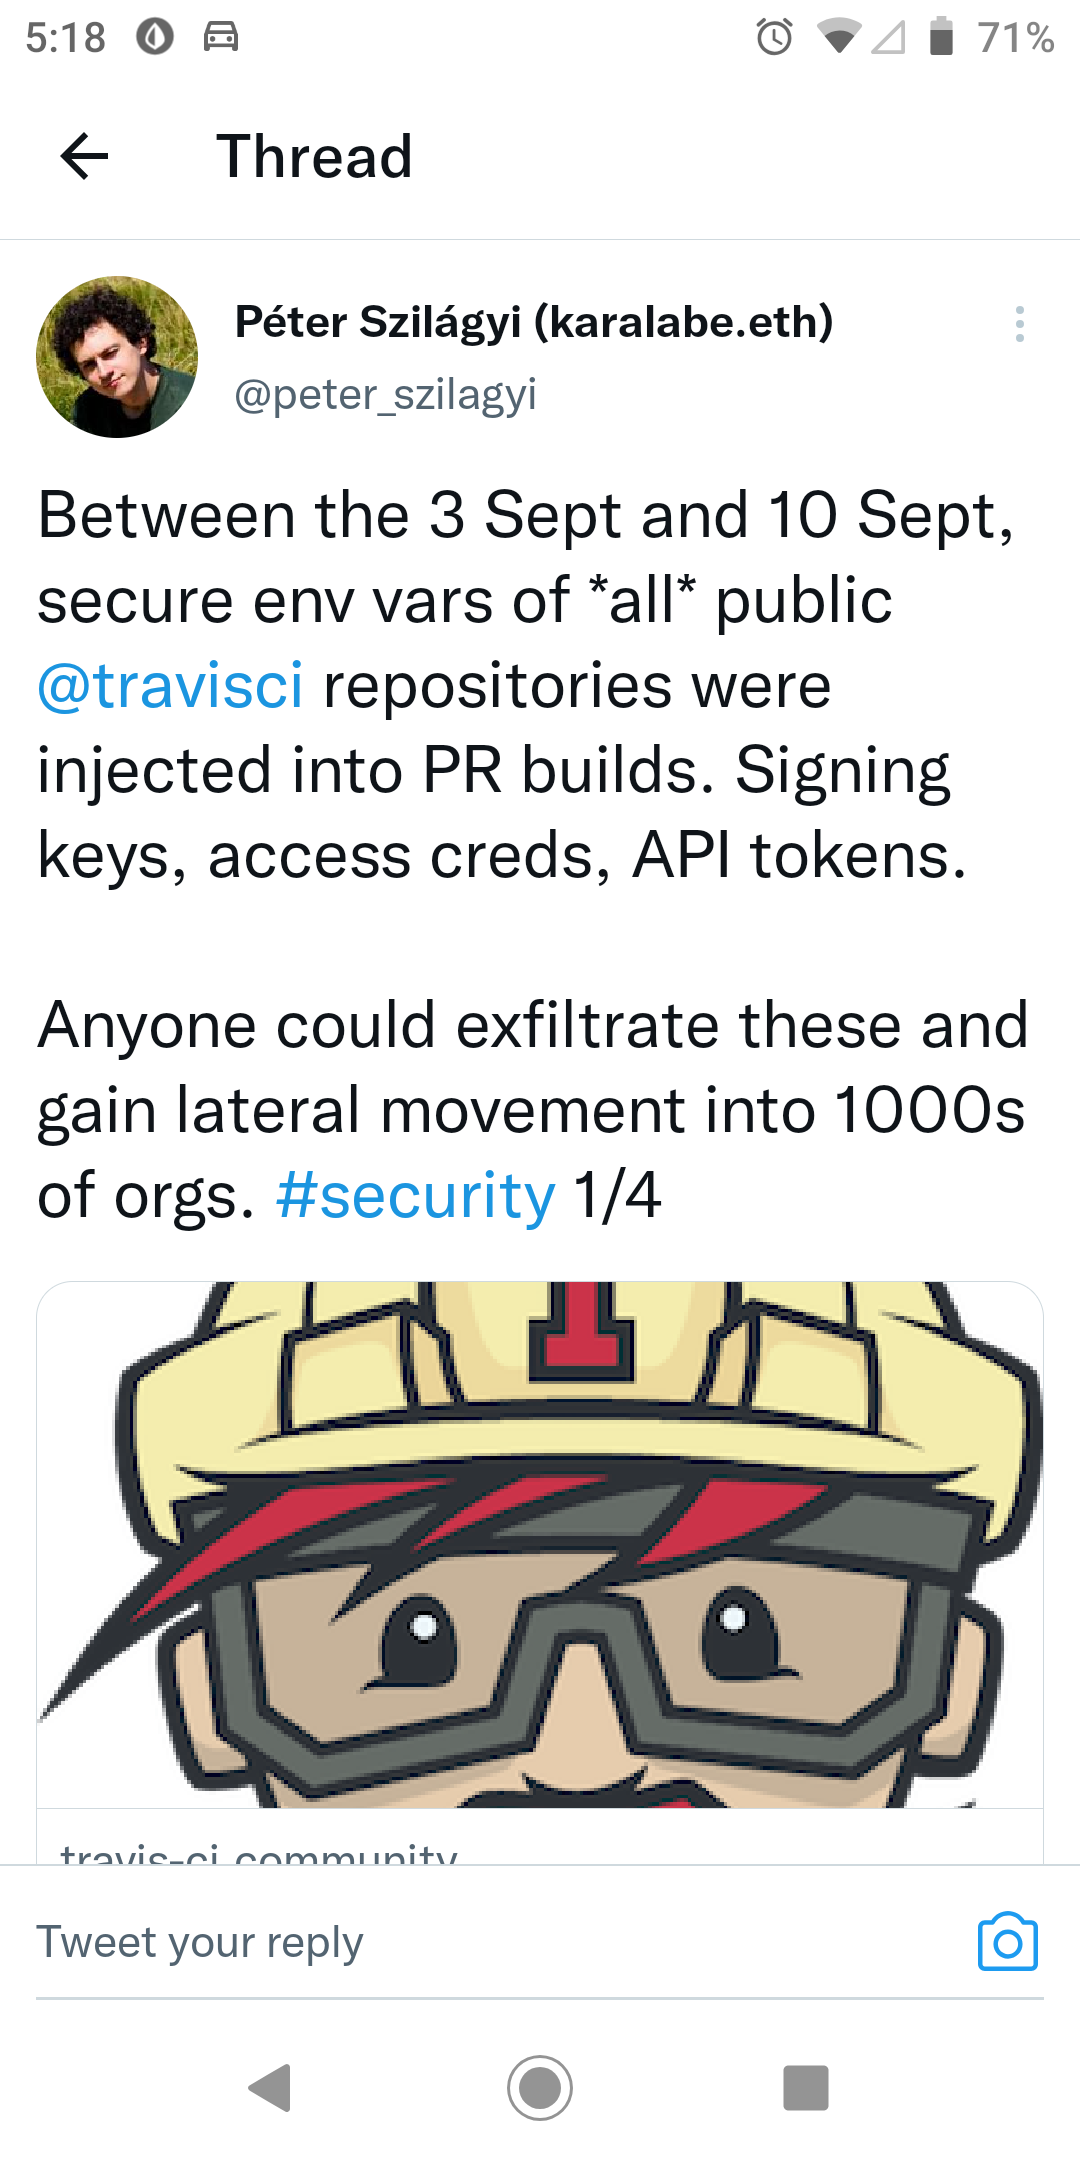 5:18
71%
Thread
Péter Szilágyi (karalabe.eth)
@peter_szilagyi
Between the 3 Sept and 10 Sept,
secure env vars of *all* public
@travisci repositories were
injected into PR builds. Signing
keys, access creds, API tokens.
Anyone could exfiltrate these and
gain lateral movement into 1000s
of orgs. #security 1/4
travis-ci.community
Tweet your reply